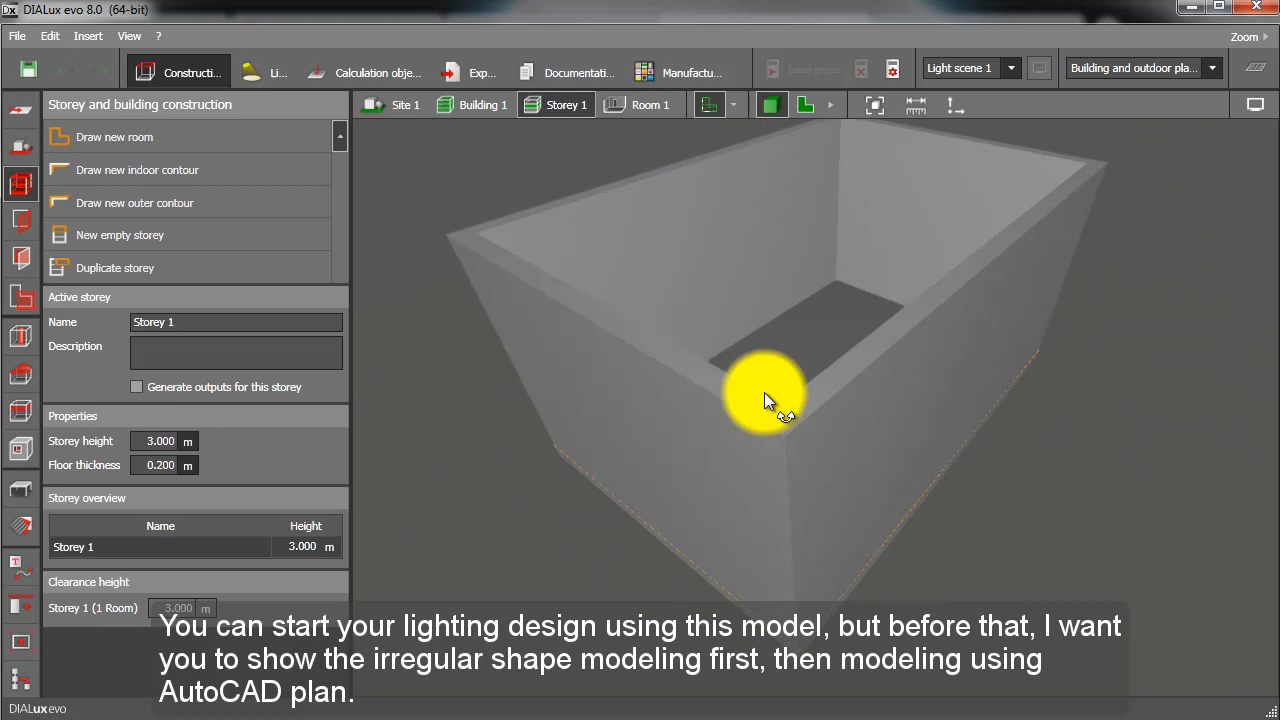 DIALux evo 8.0 (64-bit)
File Edit Insert View ?
Zoom
Constructi... Li... Calculation obje... Exp... Documentati... Manufactu...
Light scene 1
Building and outdoor pla...
Storey and building construction
Site 1 Building 1 Storey 1 Room 1
Draw new room
Draw new indoor contour
Draw new outer contour
New empty storey
Duplicate storey
Active storey
Name Storey 1
Description
Generate outputs for this storey
Properties
Storey height 3.000 m
Floor thickness 0.200 m
Storey overview
Name Height
Storey 1 3.000 m
Clearance height
Storey 1 (1 Room) 3.000 m
You can start your lighting design using this model, but before that, I want
you to show the irregular shape modeling first, then modeling using
AutoCAD plan.
DIALux evo